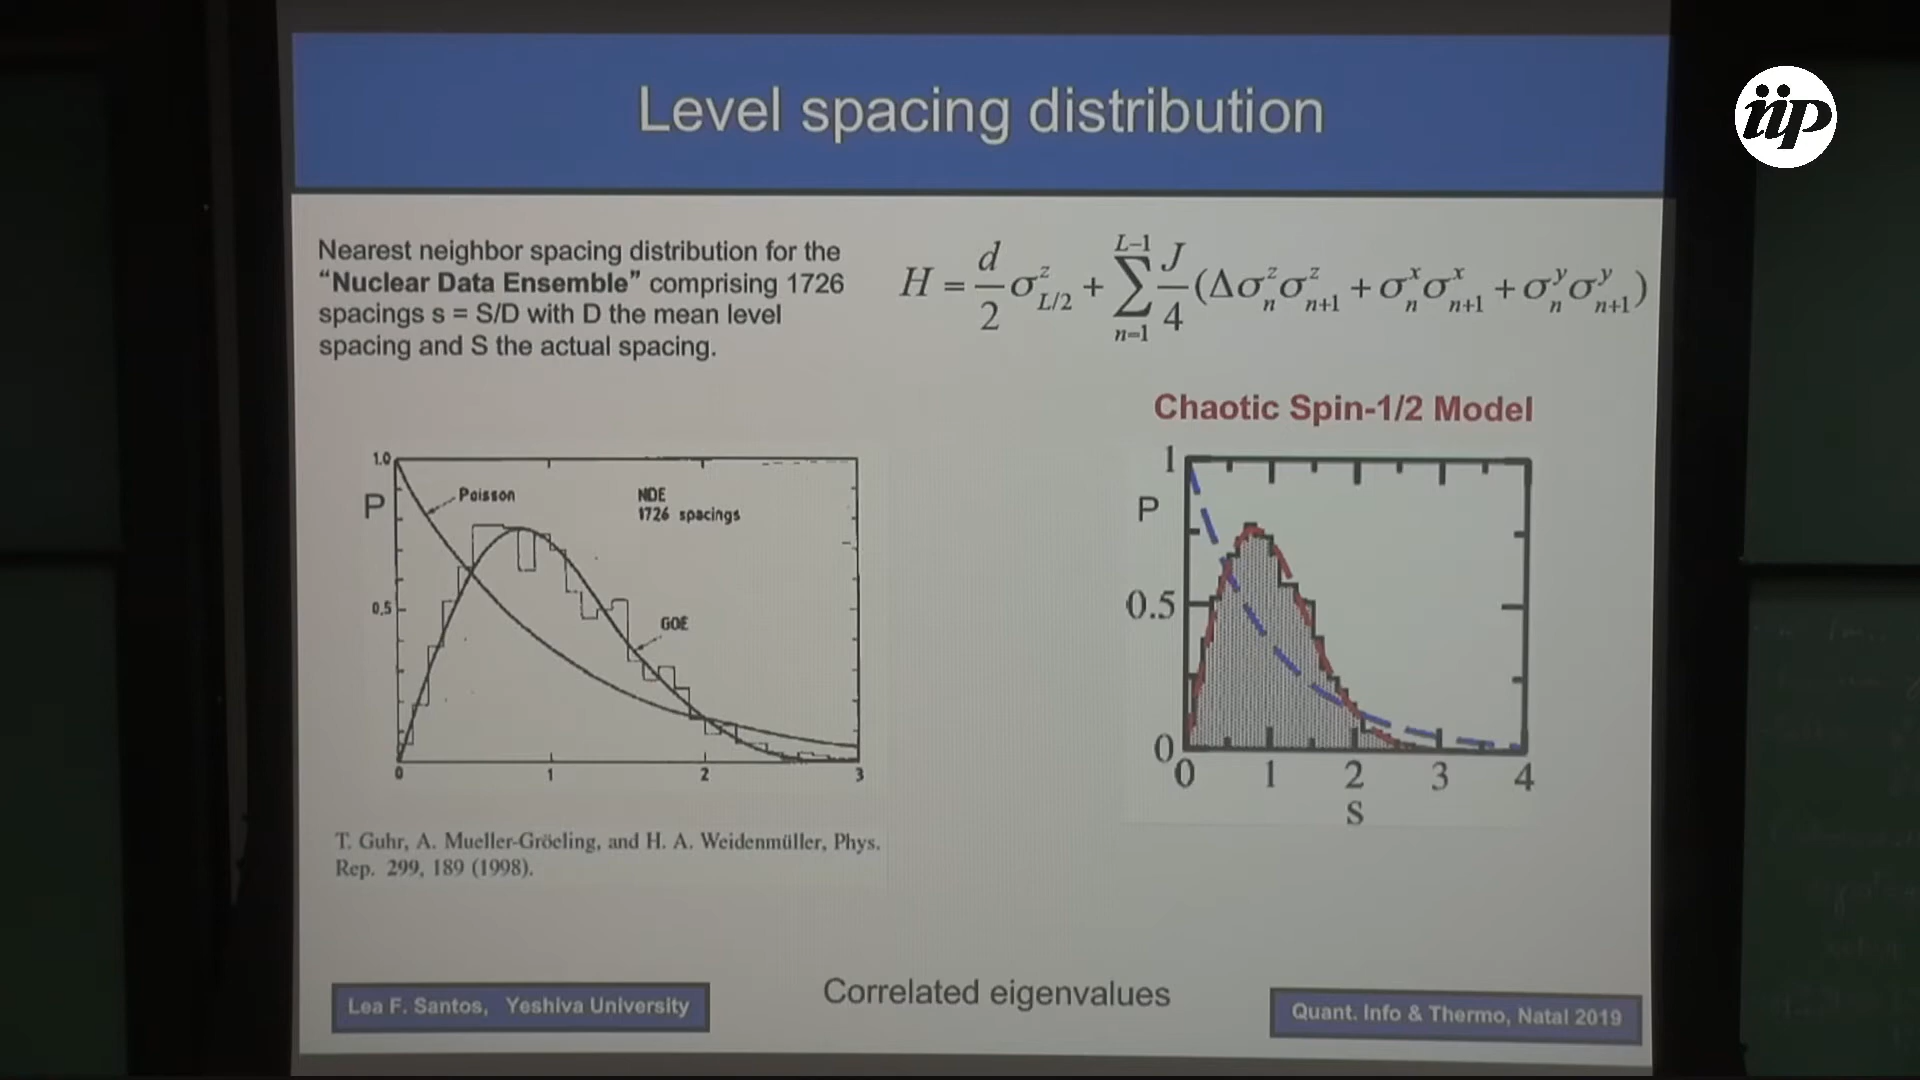 Level spacing distribution
iip
Nearest neighbor spacing distribution for the
“Nuclear Data Ensemble” comprising 1726
spacings s = S/D with D the mean level
spacing and S the actual spacing.
H = d/2 σ^z_{L/2} + Σ_{n=1}^{L–1} J/4 (Δσ^z_n σ^z_{n+1} + σ^x_n σ^x_{n+1} + σ^y_n σ^y_{n+1})
1.0
P
Poisson
NDE
1726 spacings
0.5
GOE
0 1 2 3
T. Guhr, A. Mueller-Gröeling, and H. A. Weidenmüller, Phys.
Rep. 299, 189 (1998).
Chaotic Spin-1/2 Model
1
P
0.5
0
0 1 2 3 4
S
Correlated eigenvalues
Lea F. Santos, Yeshiva University
Quant. Info & Thermo, Natal 2019